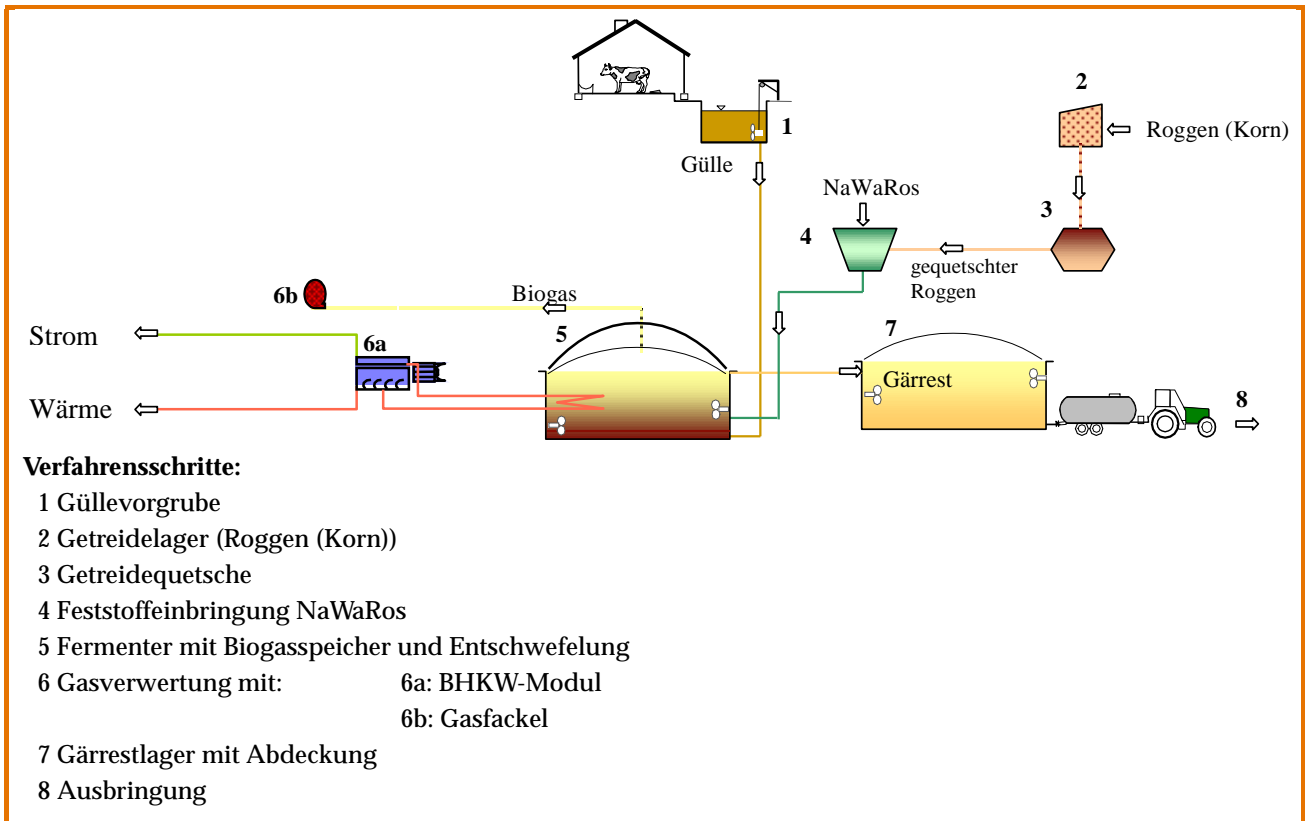 1
2
Roggen (Korn)
Gülle
NaWaRos
3
4
gequetschter
Roggen
6b
Biogas
Strom
6a
5
7
Gärrest
Wärme
8
Verfahrensschritte:
1 Güllevorgrube
2 Getreidelager (Roggen (Korn))
3 Getreidequetsche
4 Feststoffeinbringung NaWaRos
5 Fermenter mit Biogasspeicher und Entschwefelung
6 Gasverwertung mit: 6a: BHKW-Modul
6b: Gasfackel
7 Gärrestlager mit Abdeckung
8 Ausbringung